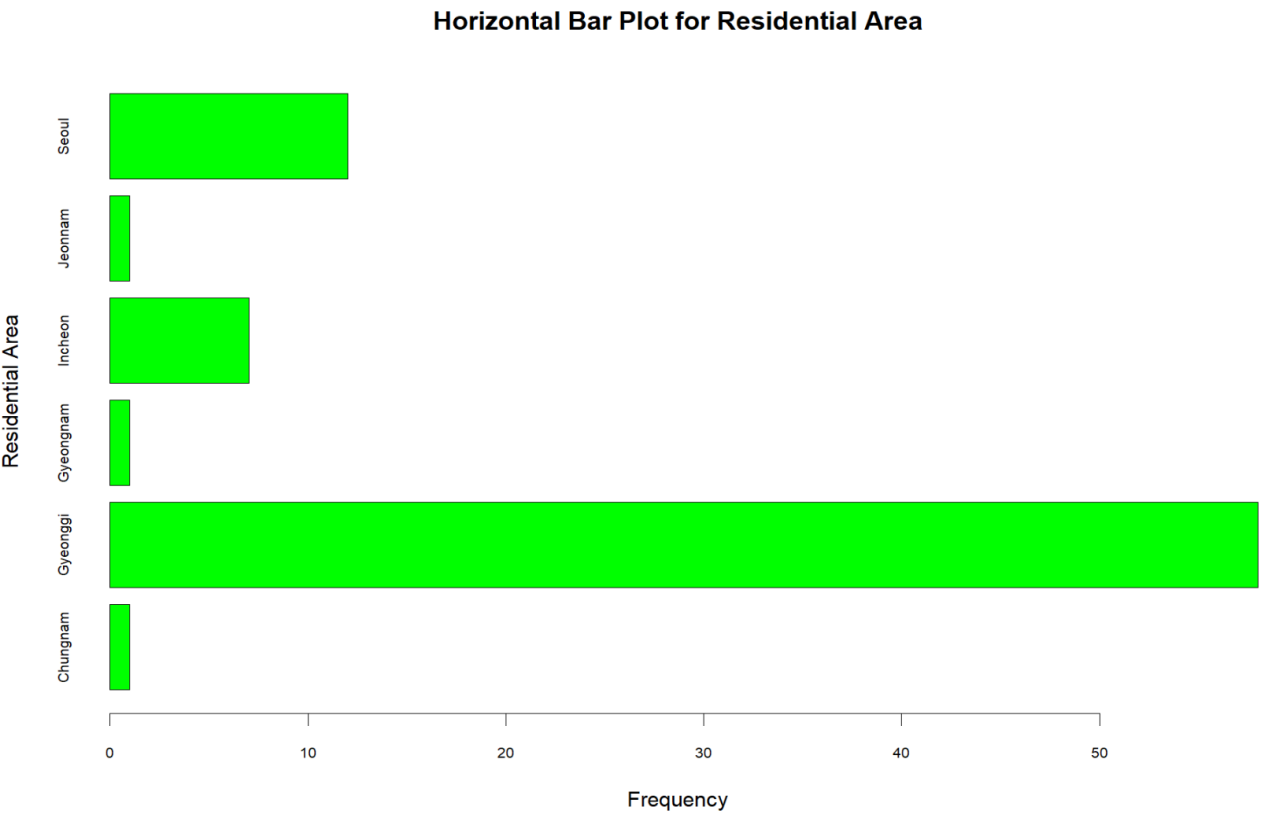 Horizontal Bar Plot for Residential Area
Residential Area
Seoul
Jeonnam
Incheon
Gyeongnam
Gyeonggi
Chungnam
0 10 20 30 40 50
Frequency